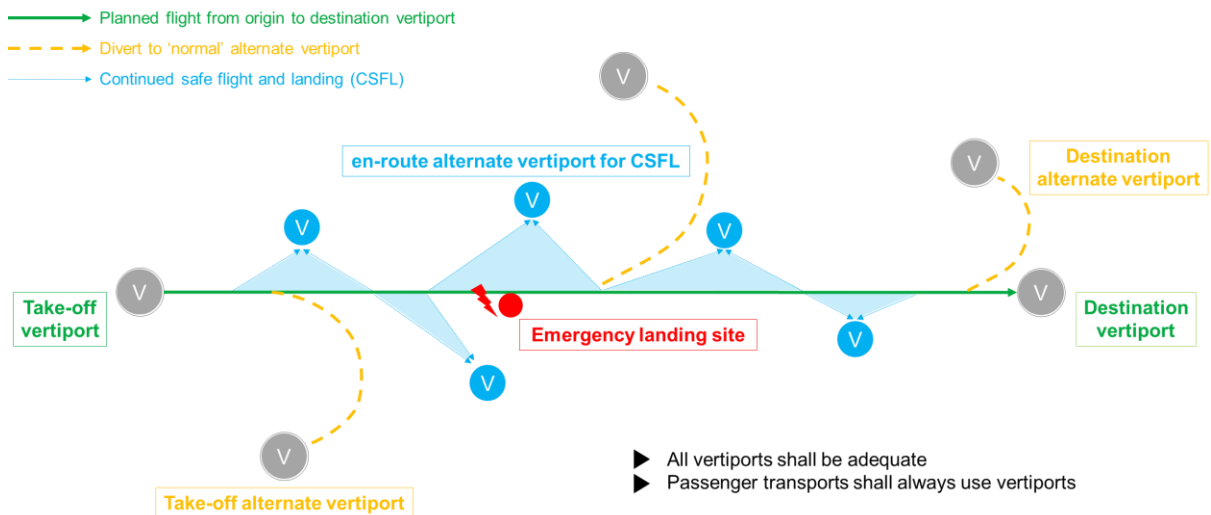 Planned flight from origin to destination vertiport
Divert to ‘normal’ alternate vertiport
Continued safe flight and landing (CSFL)
V
en-route alternate vertiport for CSFL
V
Destination
alternate vertiport
V
V
V
V
Take-off
vertiport
V
Emergency landing site
V
Destination
vertiport
V
V
V
Take-off alternate vertiport
All vertiports shall be adequate
Passenger transports shall always use vertiports